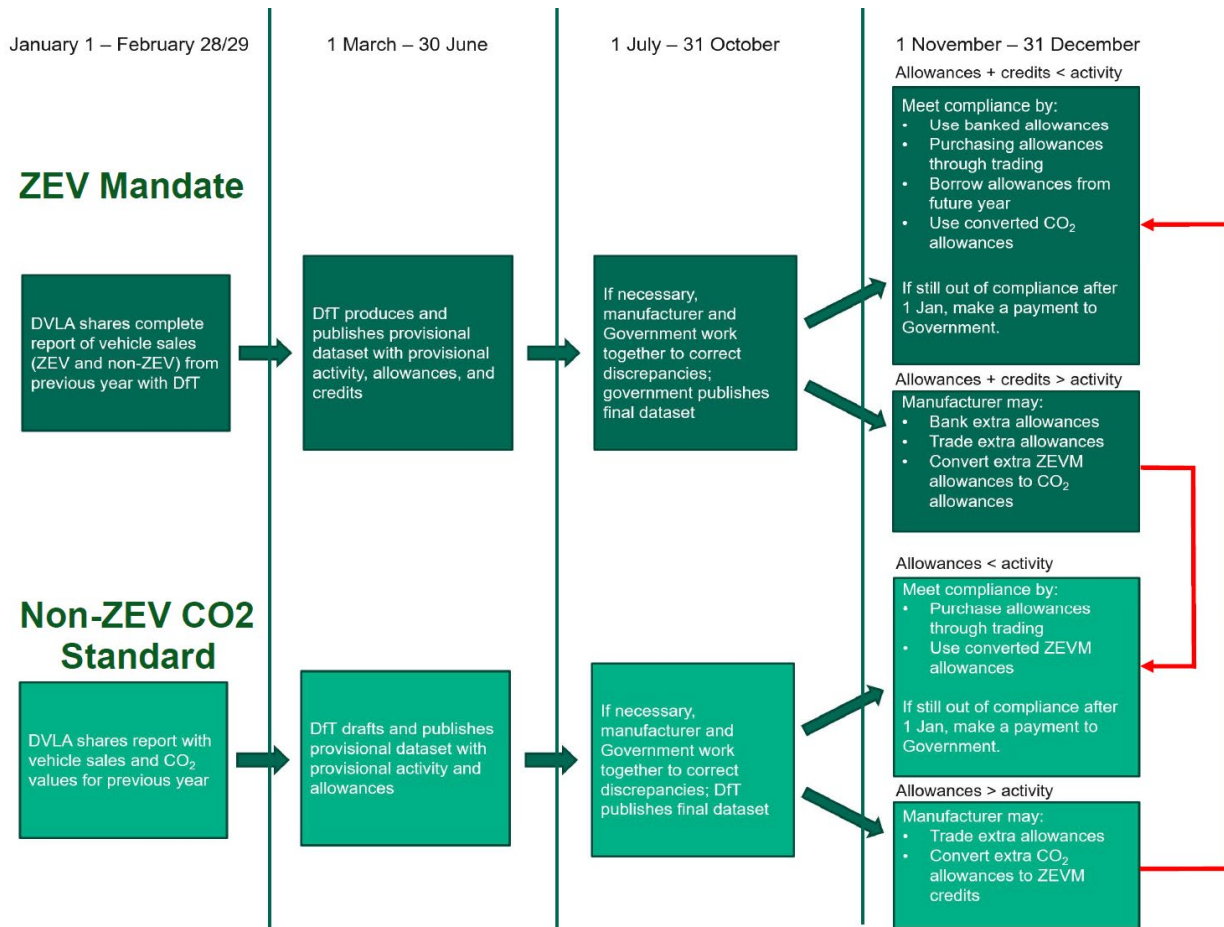 January 1 – February 28/29
1 March – 30 June
1 July – 31 October
1 November – 31 December
ZEV Mandate
DVLA shares complete
report of vehicle sales
(ZEV and non-ZEV) from
previous year with DfT
DfT produces and
publishes provisional
dataset with provisional
activity, allowances, and
credits
If necessary,
manufacturer and
Government work
together to correct
discrepancies;
government publishes
final dataset
Allowances + credits < activity
Meet compliance by:
• Use banked allowances
• Purchasing allowances
through trading
• Borrow allowances from
future year
• Use converted CO₂
allowances
If still out of compliance after
1 Jan, make a payment to
Government.
Allowances + credits > activity
Manufacturer may:
• Bank extra allowances
• Trade extra allowances
• Convert extra ZEVM
allowances to CO₂
allowances
Non-ZEV CO2
Standard
DVLA shares report with
vehicle sales and CO₂
values for previous year
DfT drafts and publishes
provisional dataset with
provisional activity and
allowances
If necessary,
manufacturer and
Government work
together to correct
discrepancies; DfT
publishes final dataset
Allowances < activity
Meet compliance by:
• Purchase allowances
through trading
• Use converted ZEVM
allowances
If still out of compliance after
1 Jan, make a payment to
Government.
Allowances > activity
Manufacturer may:
• Trade extra allowances
• Convert extra CO₂
allowances to ZEVM
credits